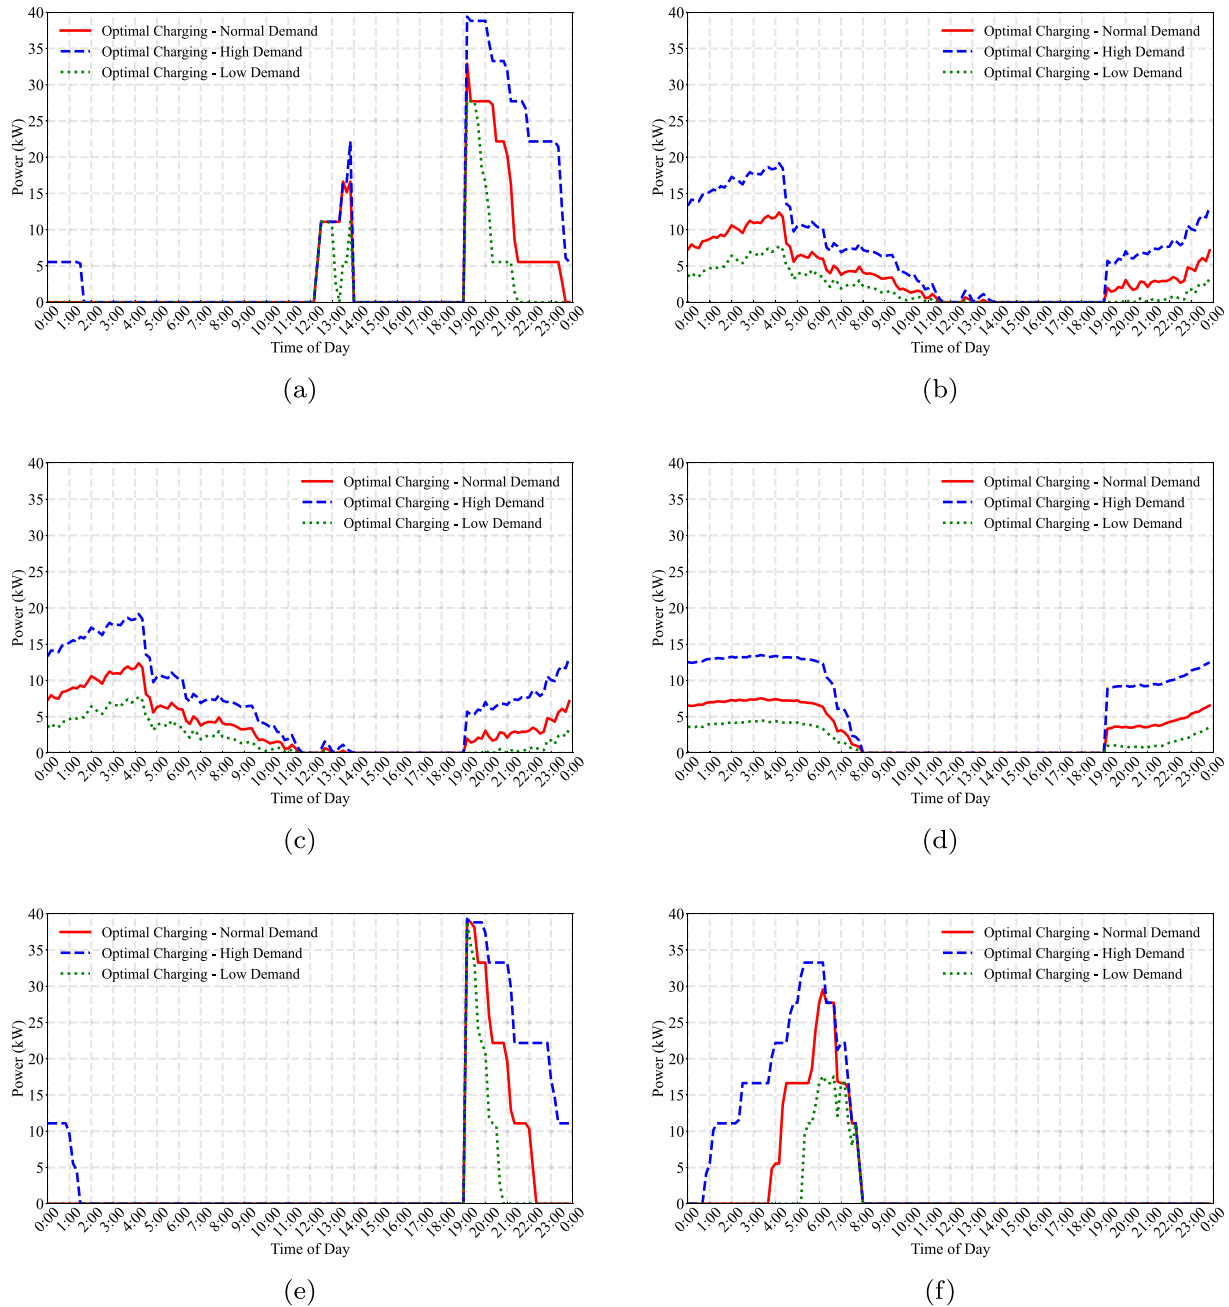 40
35
30
25
20
15
10
5
0
Power (kW)
Optimal Charging - Normal Demand
Optimal Charging - High Demand
Optimal Charging - Low Demand
0:00 1:00 2:00 3:00 4:00 5:00 6:00 7:00 8:00 9:00 10:00 11:00 12:00 13:00 14:00 15:00 16:00 17:00 18:00 19:00 20:00 21:00 22:00 23:00 0:00
Time of Day
(a)
40
35
30
25
20
15
10
5
0
Power (kW)
Optimal Charging - Normal Demand
Optimal Charging - High Demand
Optimal Charging - Low Demand
0:00 1:00 2:00 3:00 4:00 5:00 6:00 7:00 8:00 9:00 10:00 11:00 12:00 13:00 14:00 15:00 16:00 17:00 18:00 19:00 20:00 21:00 22:00 23:00 0:00
Time of Day
(b)
40
35
30
25
20
15
10
5
0
Power (kW)
Optimal Charging - Normal Demand
Optimal Charging - High Demand
Optimal Charging - Low Demand
0:00 1:00 2:00 3:00 4:00 5:00 6:00 7:00 8:00 9:00 10:00 11:00 12:00 13:00 14:00 15:00 16:00 17:00 18:00 19:00 20:00 21:00 22:00 23:00 0:00
Time of Day
(c)
40
35
30
25
20
15
10
5
0
Power (kW)
Optimal Charging - Normal Demand
Optimal Charging - High Demand
Optimal Charging - Low Demand
0:00 1:00 2:00 3:00 4:00 5:00 6:00 7:00 8:00 9:00 10:00 11:00 12:00 13:00 14:00 15:00 16:00 17:00 18:00 19:00 20:00 21:00 22:00 23:00 0:00
Time of Day
(d)
40
35
30
25
20
15
10
5
0
Power (kW)
Optimal Charging - Normal Demand
Optimal Charging - High Demand
Optimal Charging - Low Demand
0:00 1:00 2:00 3:00 4:00 5:00 6:00 7:00 8:00 9:00 10:00 11:00 12:00 13:00 14:00 15:00 16:00 17:00 18:00 19:00 20:00 21:00 22:00 23:00 0:00
Time of Day
(e)
40
35
30
25
20
15
10
5
0
Power (kW)
Optimal Charging - Normal Demand
Optimal Charging - High Demand
Optimal Charging - Low Demand
0:00 1:00 2:00 3:00 4:00 5:00 6:00 7:00 8:00 9:00 10:00 11:00 12:00 13:00 14:00 15:00 16:00 17:00 18:00 19:00 20:00 21:00 22:00 23:00 0:00
Time of Day
(f)